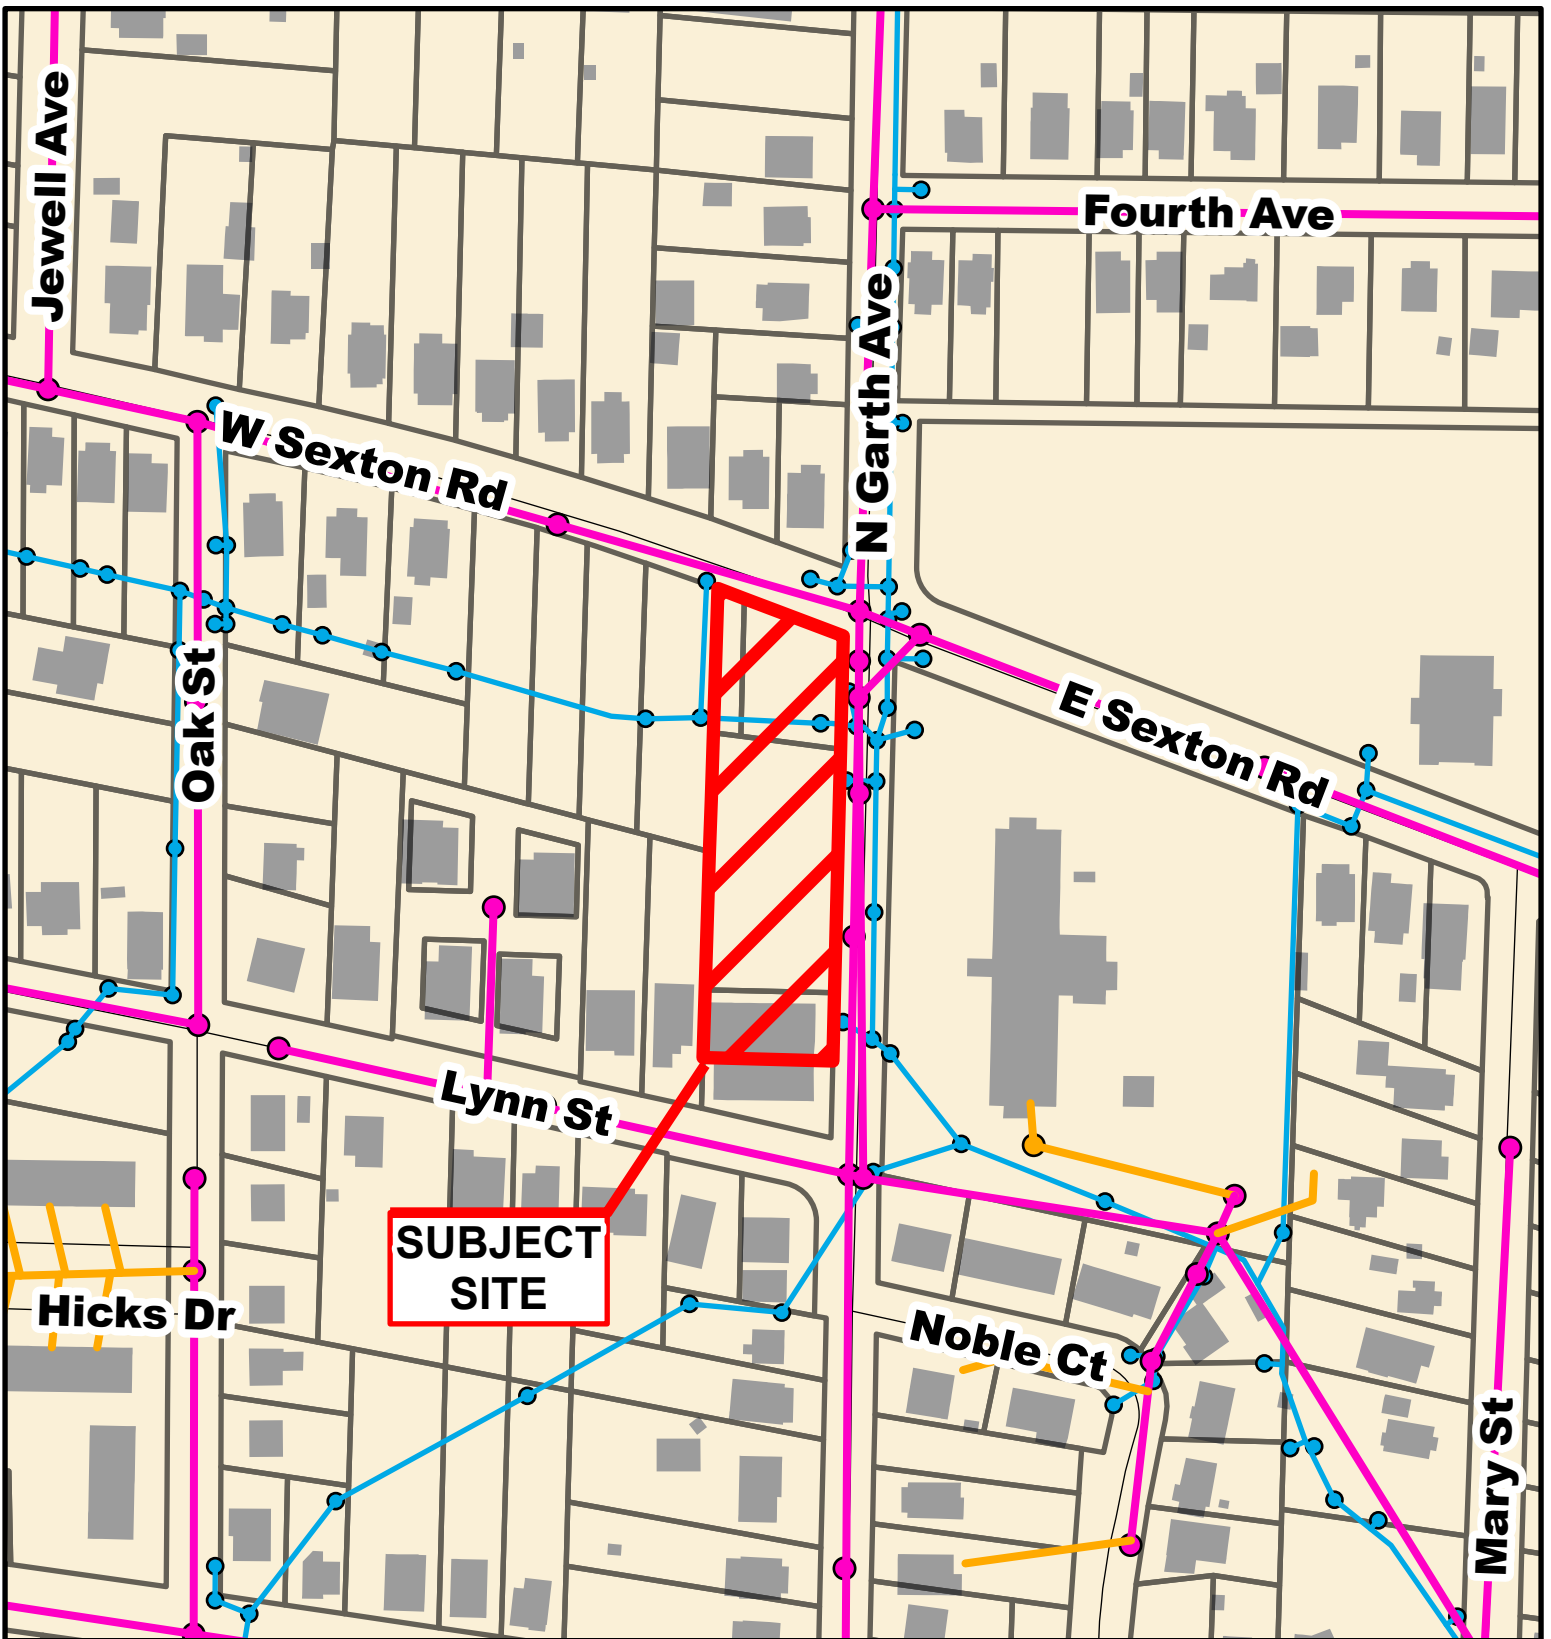 Jewell Ave
Fourth Ave
N Garth Ave
W Sexton Rd
Oak St
E Sexton Rd
Lynn St
SUBJECT
SITE
Hicks Dr
Noble Ct
Mary St